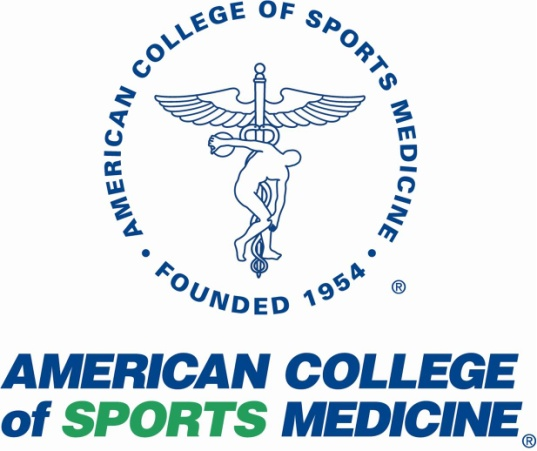 AMERICAN COLLEGE OF SPORTS MEDICINE
• FOUNDED 1954 •
®
AMERICAN COLLEGE
of SPORTS MEDICINE®